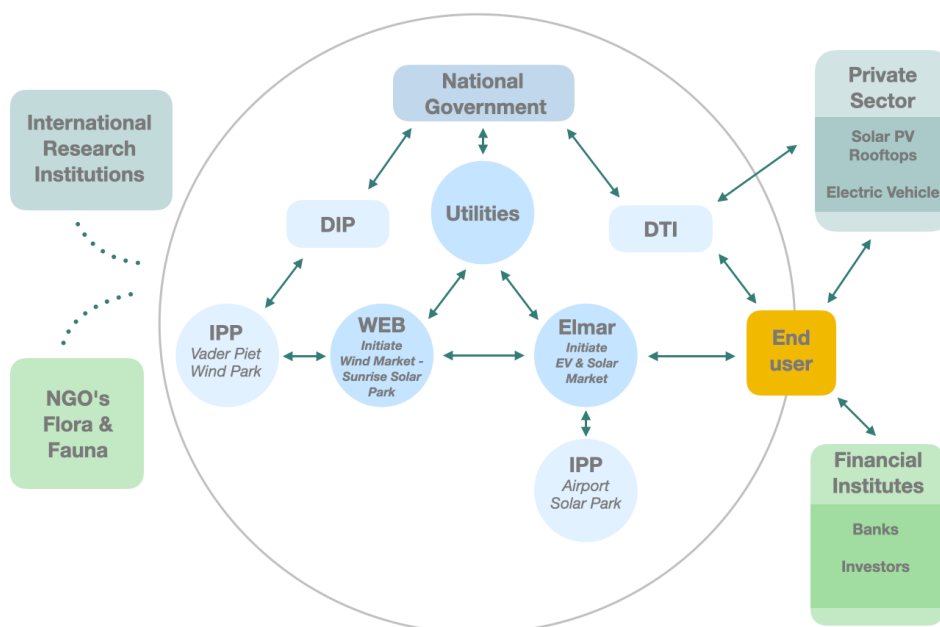 National
Government
Private
Sector
Solar PV
Rooftops
Electric Vehicle
International
Research
Institutions
Utilities
DIP
DTI
IPP
Vader Piet
Wind Park
WEB
Initiate
Wind Market -
Sunrise Solar
Park
Elmar
Initiate
EV & Solar
Market
End
user
NGO's
Flora &
Fauna
IPP
Airport
Solar Park
Financial
Institutes
Banks
Investors